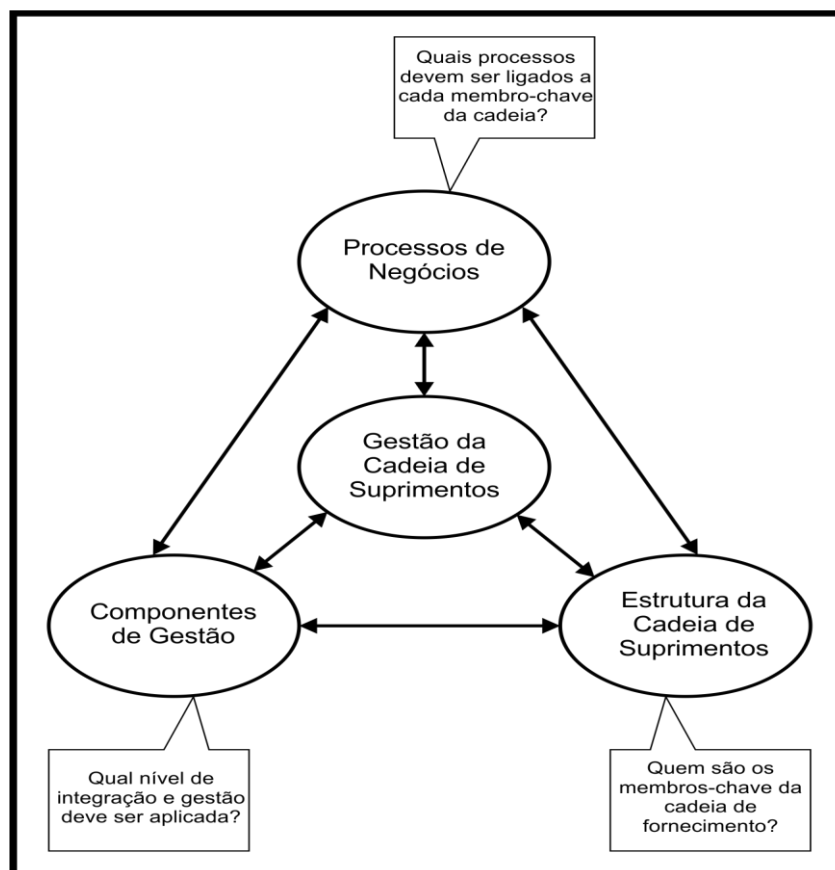 Quais processos
devem ser ligados a
cada membro-chave
da cadeia?
Processos de
Negócios
Gestão da
Cadeia de
Suprimentos
Componentes
de Gestão
Estrutura da
Cadeia de
Suprimentos
Qual nível de
integração e gestão
deve ser aplicada?
Quem são os
membros-chave da
cadeia de
fornecimento?